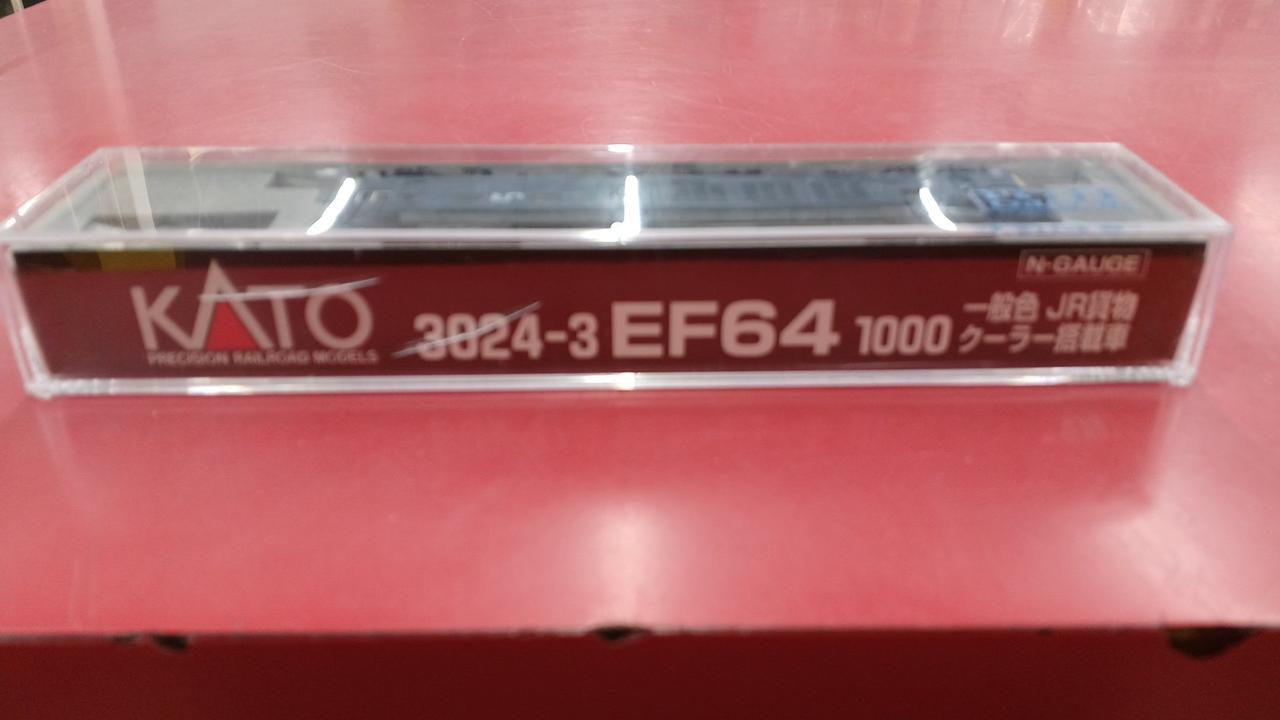 N-GAUGE
KATO
PRECISION RAILROAD MODELS
3024-3 EF64 1000
一般色 JR貨物
クーラー搭載車